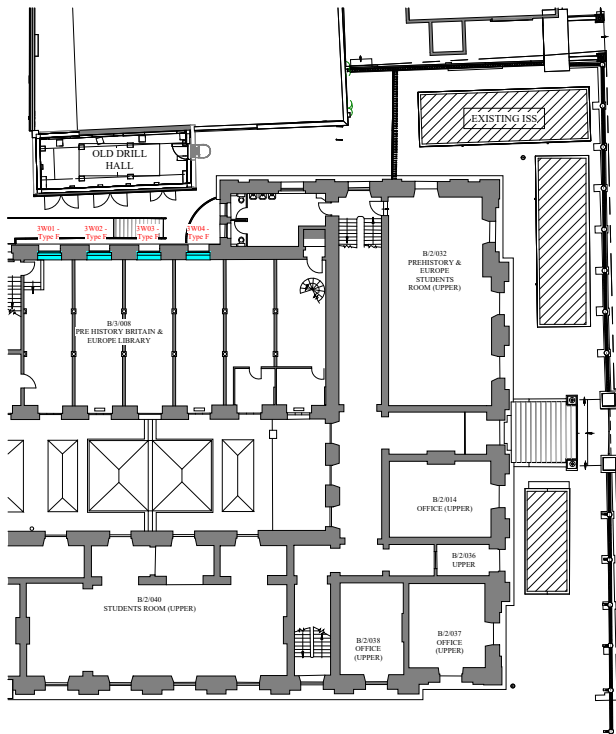 EXISTING ISS.
OLD DRILL
HALL
3W01 -
Type F
3W02 -
Type F
3W03 -
Type F
3W04 -
Type F
B/2/032
PREHISTORY &
EUROPE
STUDENTS
ROOM (UPPER)
B/3/008
PRE HISTORY BRITAIN &
EUROPE LIBRARY
B/2/014
OFFICE (UPPER)
B/2/036
UPPER
B/2/040
STUDENTS ROOM (UPPER)
B/2/038
OFFICE
(UPPER)
B/2/037
OFFICE
(UPPER)